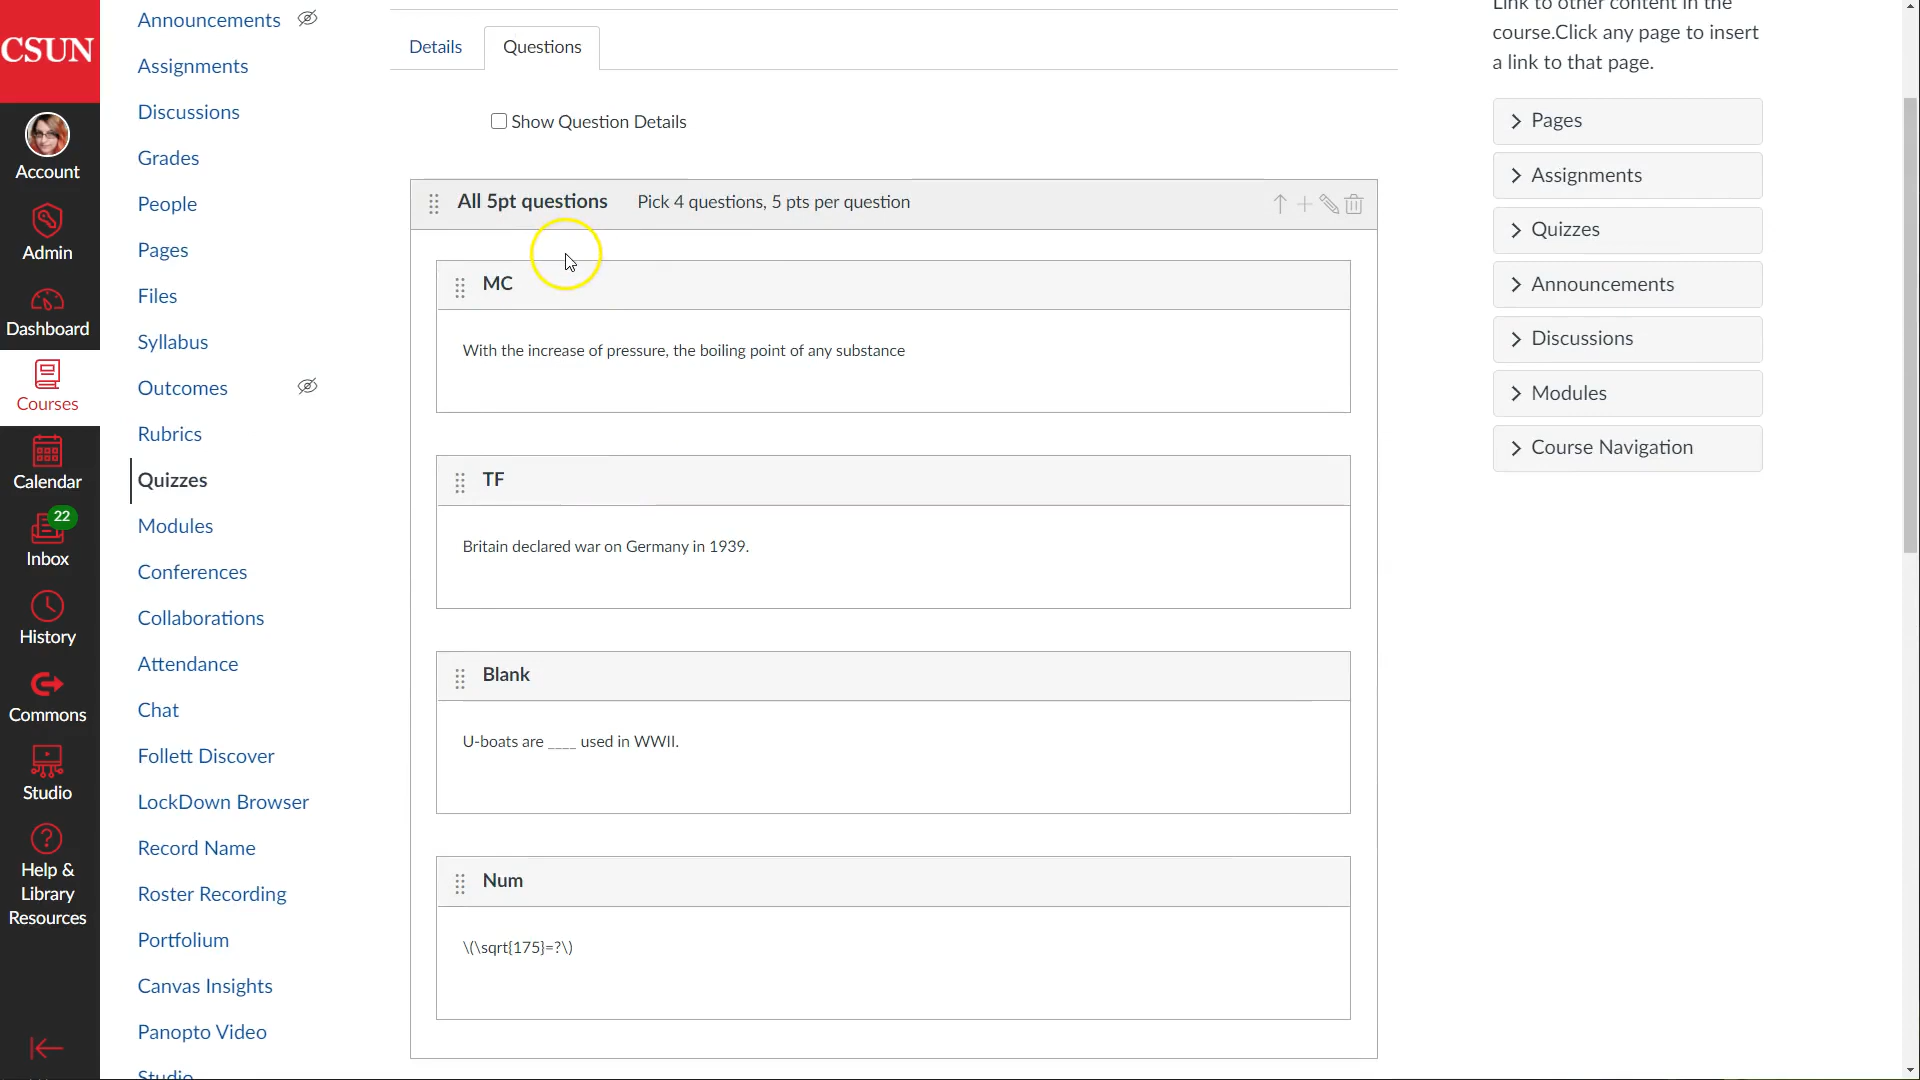 CSUN
Account
Admin
Dashboard
Courses
Calendar
22
Inbox
History
Commons
Studio
Help &
Library
Resources
Announcements
Assignments
Discussions
Grades
People
Pages
Files
Syllabus
Outcomes
Rubrics
Quizzes
Modules
Conferences
Collaborations
Attendance
Chat
Follett Discover
LockDown Browser
Record Name
Roster Recording
Portfolium
Canvas Insights
Panopto Video
Studio
Details
Questions
Show Question Details
All 5pt questions Pick 4 questions, 5 pts per question
MC
With the increase of pressure, the boiling point of any substance
TF
Britain declared war on Germany in 1939.
Blank
U-boats are ____ used in WWII.
Num
\(\sqrt{175}=?\)
Link to other content in the
course.Click any page to insert
a link to that page.
Pages
Assignments
Quizzes
Announcements
Discussions
Modules
Course Navigation